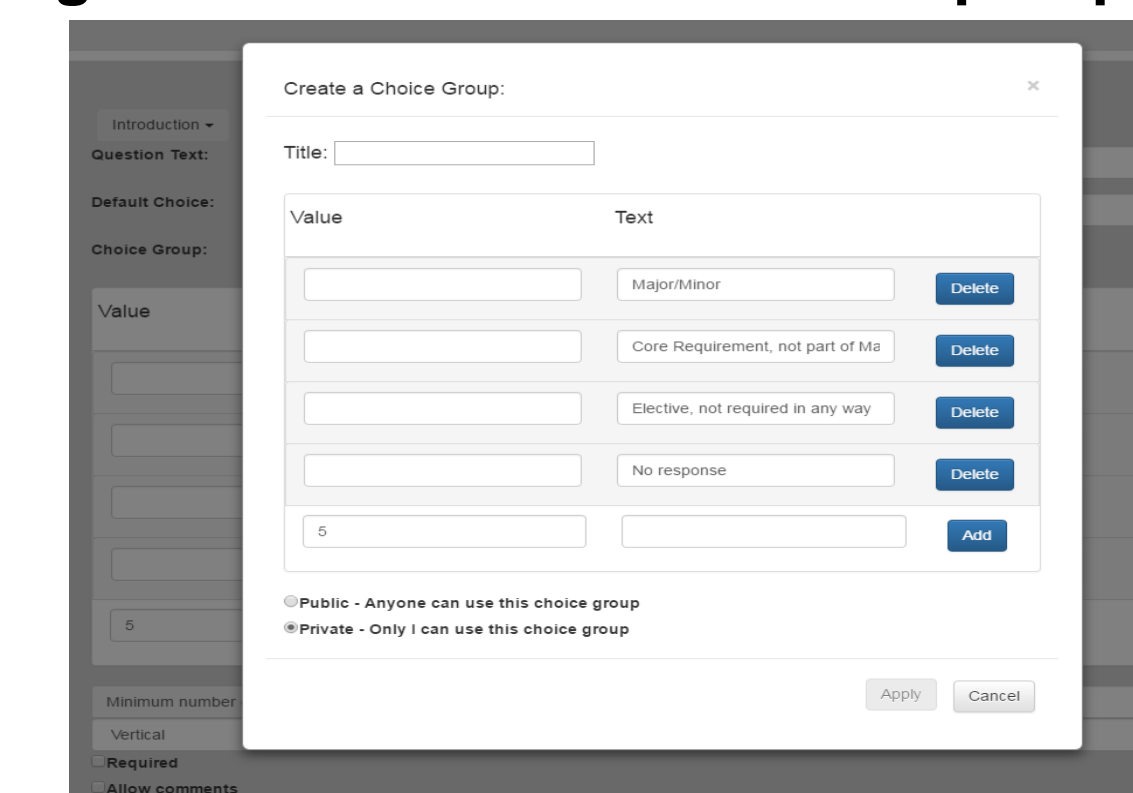 Create a Choice Group:
×
Introduction
Question Text:
Title:
Default Choice:
Value Text
Choice Group:
Major/Minor Delete
Value
Core Requirement, not part of Ma Delete
Elective, not required in any way Delete
No response Delete
5 Add
Public - Anyone can use this choice group
5
Private - Only I can use this choice group
Minimum number
Apply Cancel
Vertical
Required
Allow comments